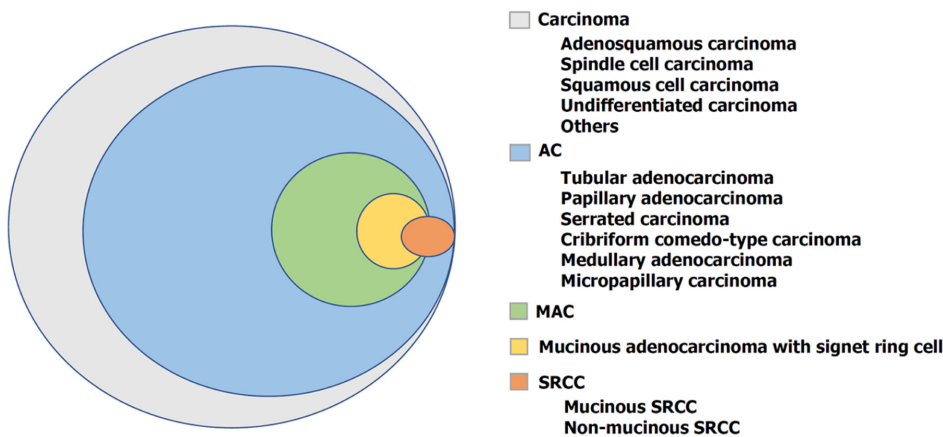 Carcinoma
Adenosquamous carcinoma
Spindle cell carcinoma
Squamous cell carcinoma
Undifferentiated carcinoma
Others
AC
Tubular adenocarcinoma
Papillary adenocarcinoma
Serrated carcinoma
Cribriform comedo-type carcinoma
Medullary adenocarcinoma
Micropapillary carcinoma
MAC
Mucinous adenocarcinoma with signet ring cell
SRCC
Mucinous SRCC
Non-mucinous SRCC